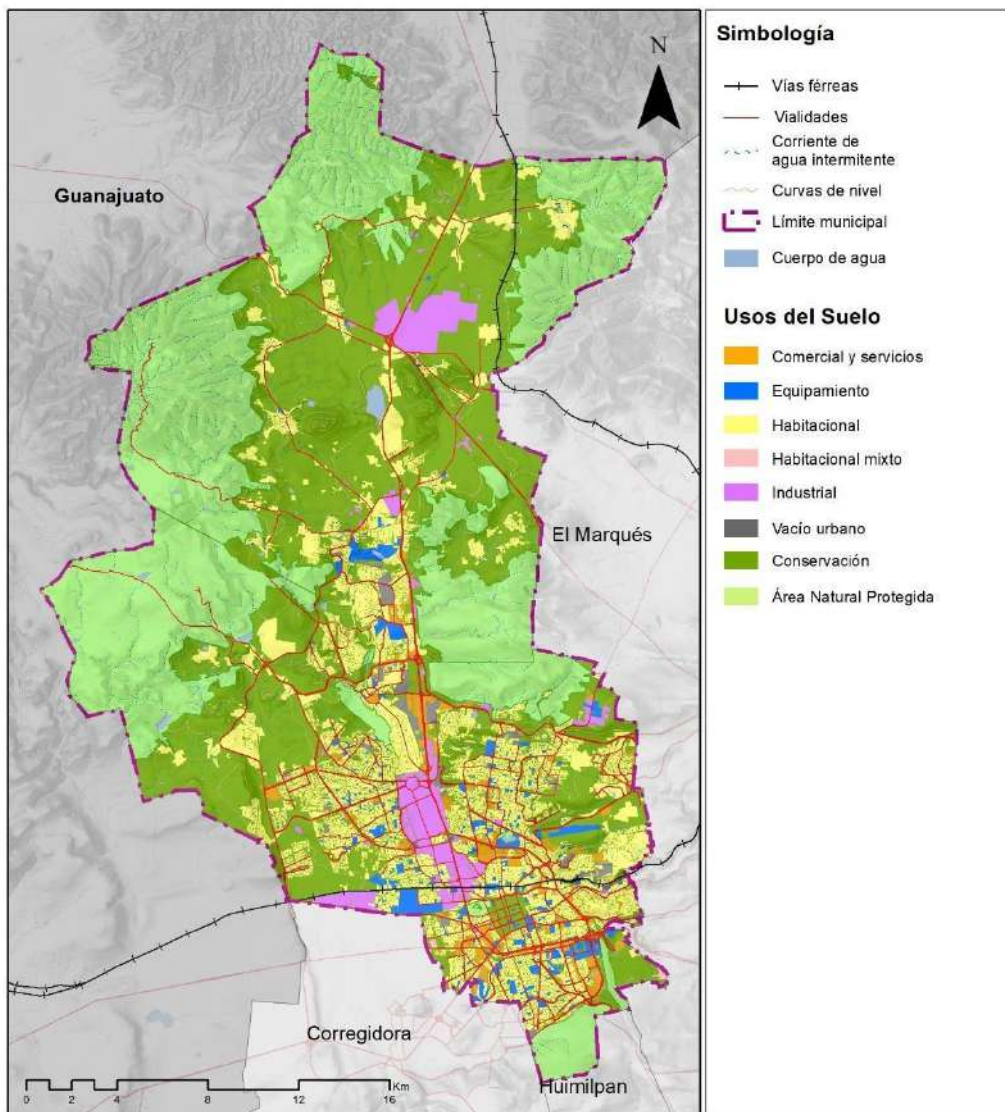 N
Guanajuato
El Marqués
Corregidora
Huimilpan
0 2 4 8 12 16
Km
Simbología
Vías férreas
Vialidades
Corriente de
agua intermitente
Curvas de nivel
Límite municipal
Cuerpo de agua
Usos del Suelo
Comercial y servicios
Equipamiento
Habitacional
Habitacional mixto
Industrial
Vacío urbano
Conservación
Área Natural Protegida